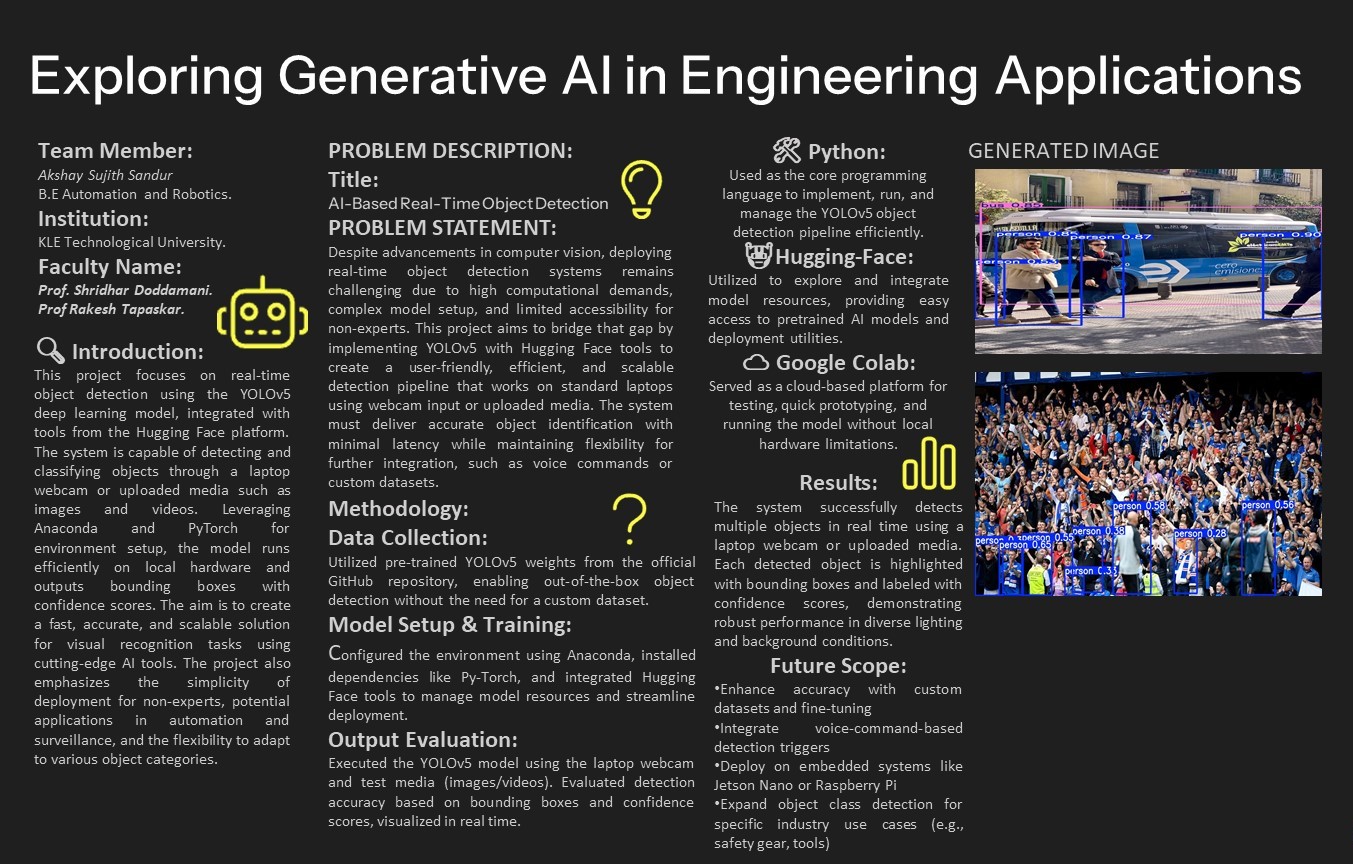 Exploring Generative AI in Engineering Applications
Team Member:
Akshay Sujith Sandur
B.E Automation and Robotics.
Institution:
KLE Technological University.
Faculty Name:
Prof. Shridhar Doddamani.
Prof Rakesh Tapaskar.
Introduction:
This project focuses on real-time
object detection using the YOLOv5
deep learning model, integrated with
tools from the Hugging Face platform.
The system is capable of detecting and
classifying objects through a laptop
webcam or uploaded media such as
images and videos. Leveraging
Anaconda and PyTorch for
environment setup, the model runs
efficiently on local hardware and
outputs bounding boxes with
confidence scores. The aim is to create
a fast, accurate, and scalable solution
for visual recognition tasks using
cutting-edge AI tools. The project also
emphasizes the simplicity of
deployment for non-experts, potential
applications in automation and
surveillance, and the flexibility to adapt
to various object categories.
PROBLEM DESCRIPTION:
Title:
AI-Based Real-Time Object Detection
PROBLEM STATEMENT:
Despite advancements in computer vision, deploying
real-time object detection systems remains
challenging due to high computational demands,
complex model setup, and limited accessibility for
non-experts. This project aims to bridge that gap by
implementing YOLOv5 with Hugging Face tools to
create a user-friendly, efficient, and scalable
detection pipeline that works on standard laptops
using webcam input or uploaded media. The system
must deliver accurate object identification with
minimal latency while maintaining flexibility for
further integration, such as voice commands or
custom datasets.
Methodology:
Data Collection:
Utilized pre-trained YOLOv5 weights from the official
GitHub repository, enabling out-of-the-box object
detection without the need for a custom dataset.
Model Setup & Training:
Configured the environment using Anaconda, installed
dependencies like Py-Torch, and integrated Hugging
Face tools to manage model resources and streamline
deployment.
Output Evaluation:
Executed the YOLOv5 model using the laptop webcam
and test media (images/videos). Evaluated detection
accuracy based on bounding boxes and confidence
scores, visualized in real time.
Python:
Used as the core programming
language to implement, run, and
manage the YOLOv5 object
detection pipeline efficiently.
Hugging-Face:
Utilized to explore and integrate
model resources, providing easy
access to pretrained AI models and
deployment utilities.
Google Colab:
Served as a cloud-based platform for
testing, quick prototyping, and
running the model without local
hardware limitations.
Results:
The system successfully detects
multiple objects in real time using a
laptop webcam or uploaded media.
Each detected object is highlighted
with bounding boxes and labeled with
confidence scores, demonstrating
robust performance in diverse lighting
and background conditions.
Future Scope:
•Enhance accuracy with custom
datasets and fine-tuning
•Integrate voice-command-based
detection triggers
•Deploy on embedded systems like
Jetson Nano or Raspberry Pi
•Expand object class detection for
specific industry use cases (e.g.,
safety gear, tools)
GENERATED IMAGE
person 0.87
person 0.90
cero
emisiones
person 0.58
person 0.56
person 0.38
person 0.55
person 0.65
person 0.28